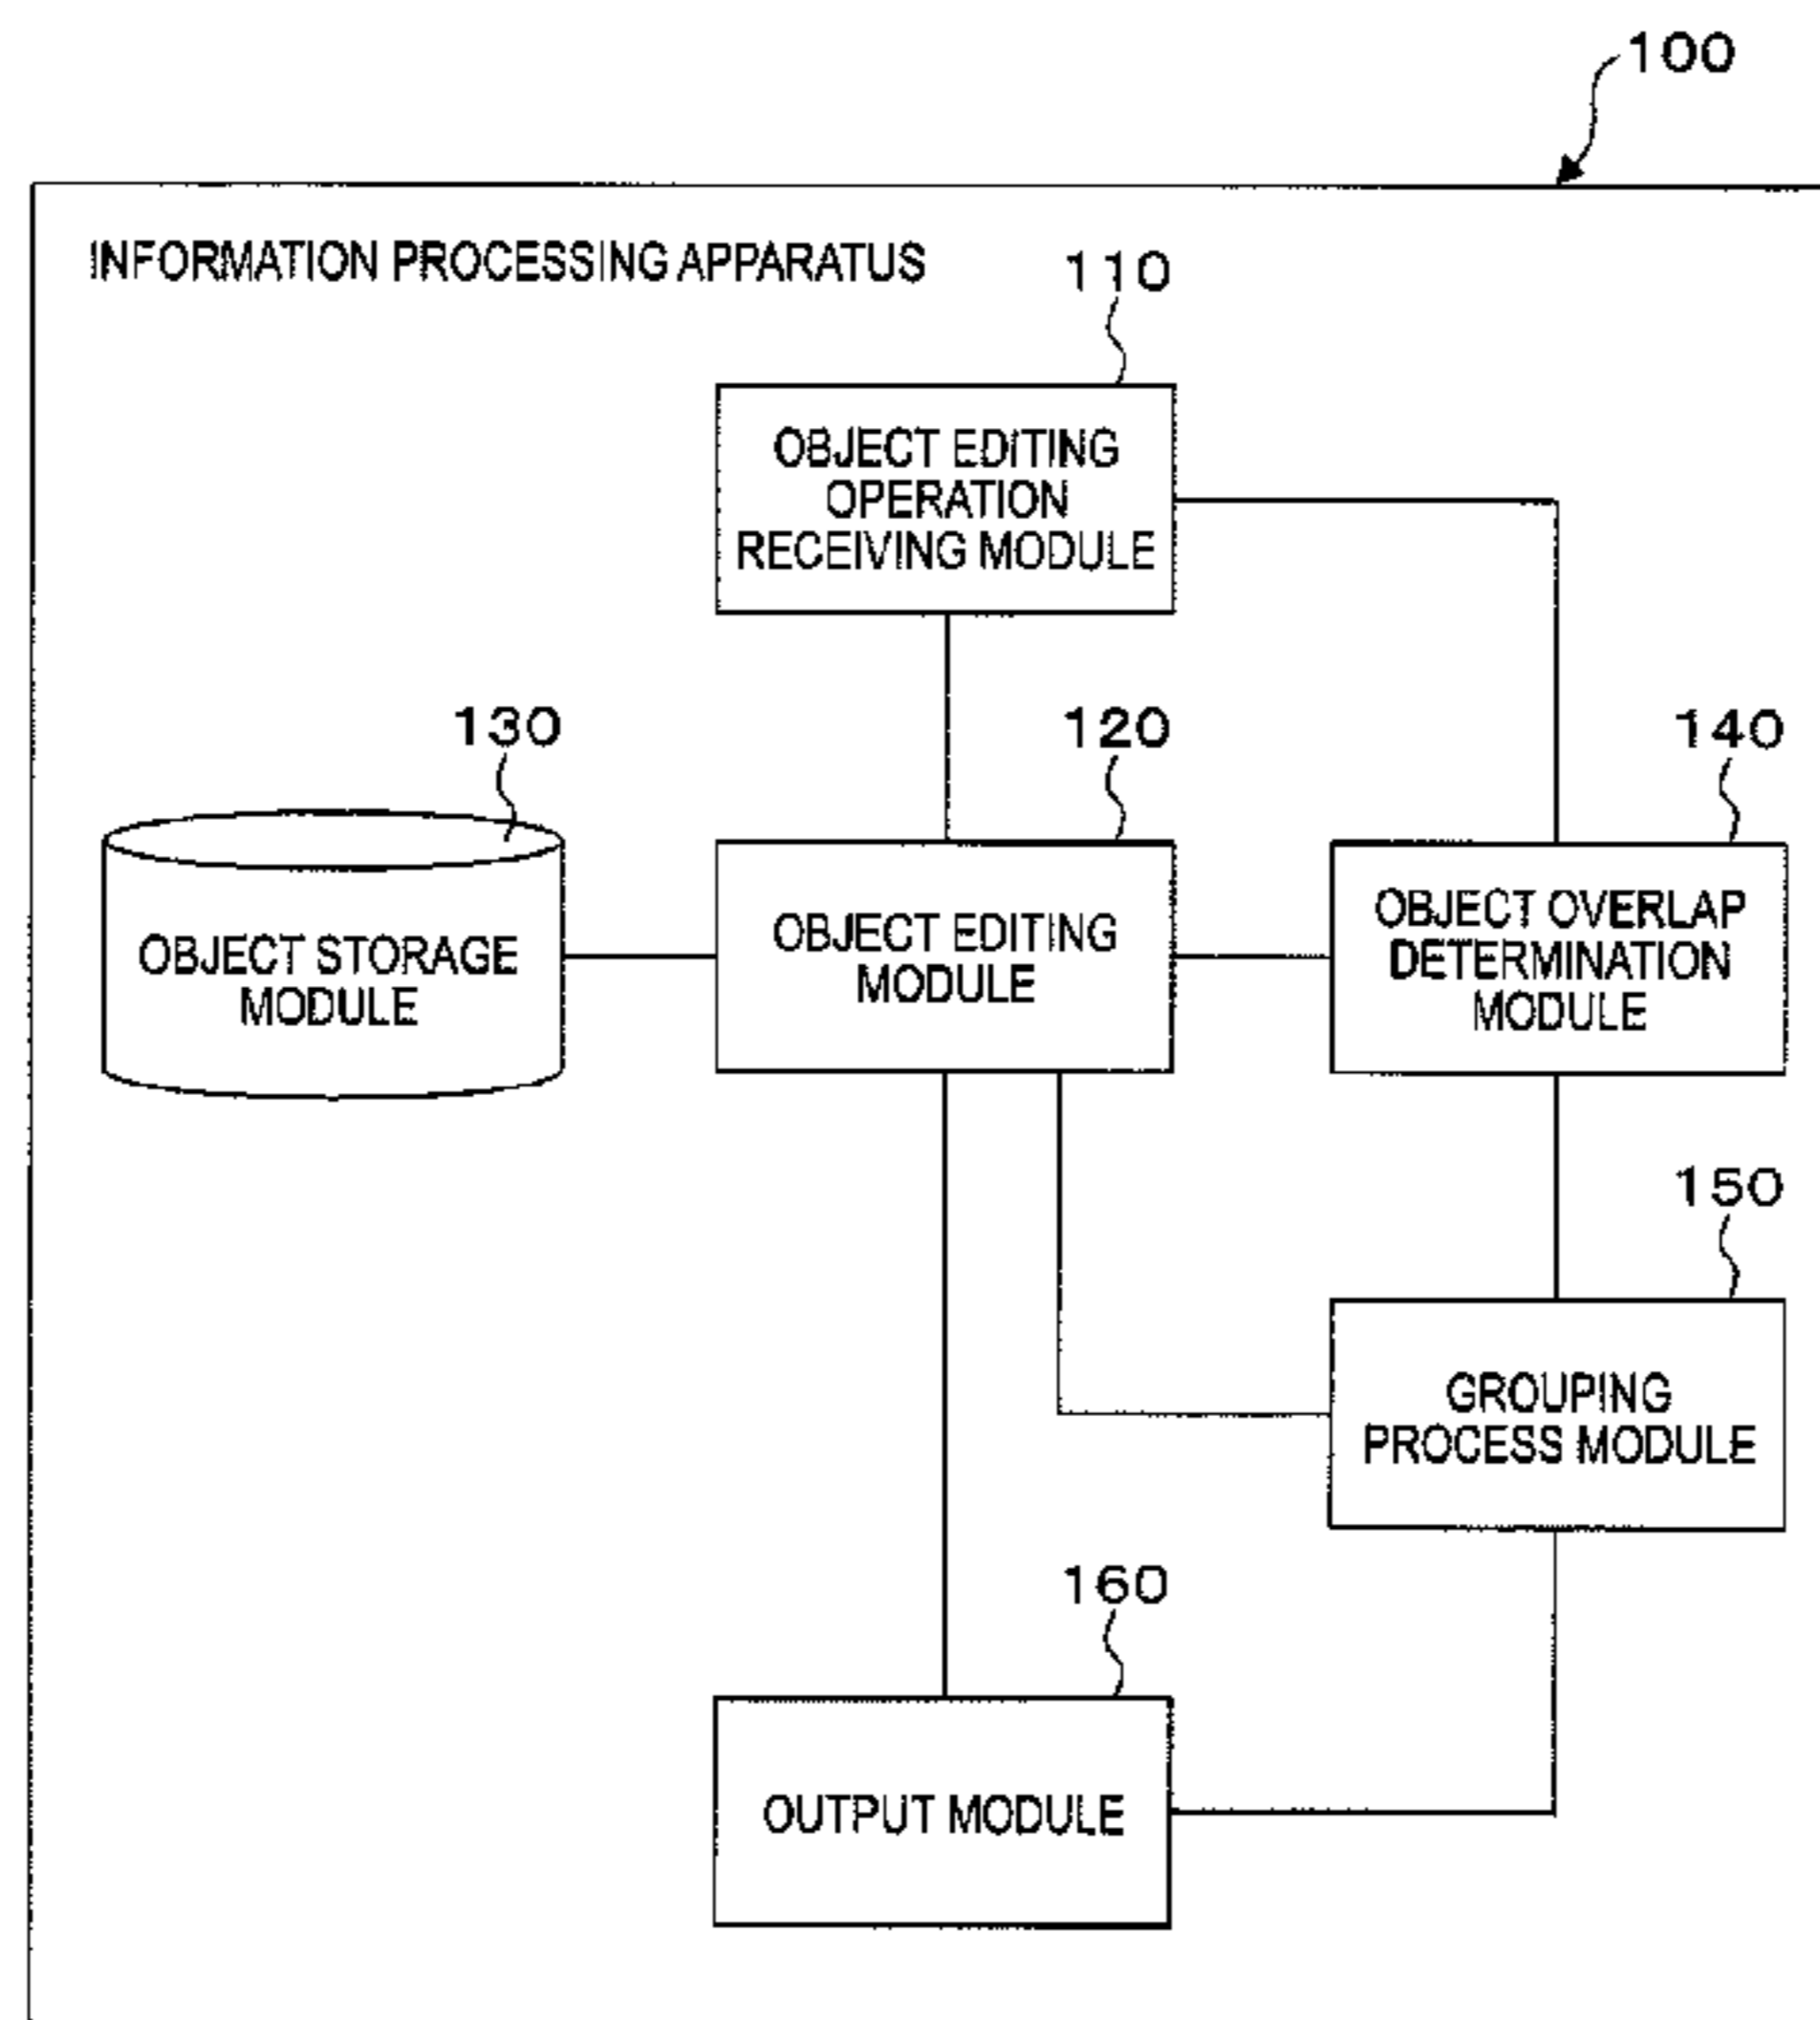 100
INFORMATION PROCESSING APPARATUS
110
OBJECT EDITING
OPERATION
RECEIVING MODULE
130
120
140
OBJECT STORAGE
MODULE
OBJECT EDITING
MODULE
OBJECT OVERLAP
DETERMINATION
MODULE
150
GROUPING
PROCESS MODULE
160
OUTPUT MODULE